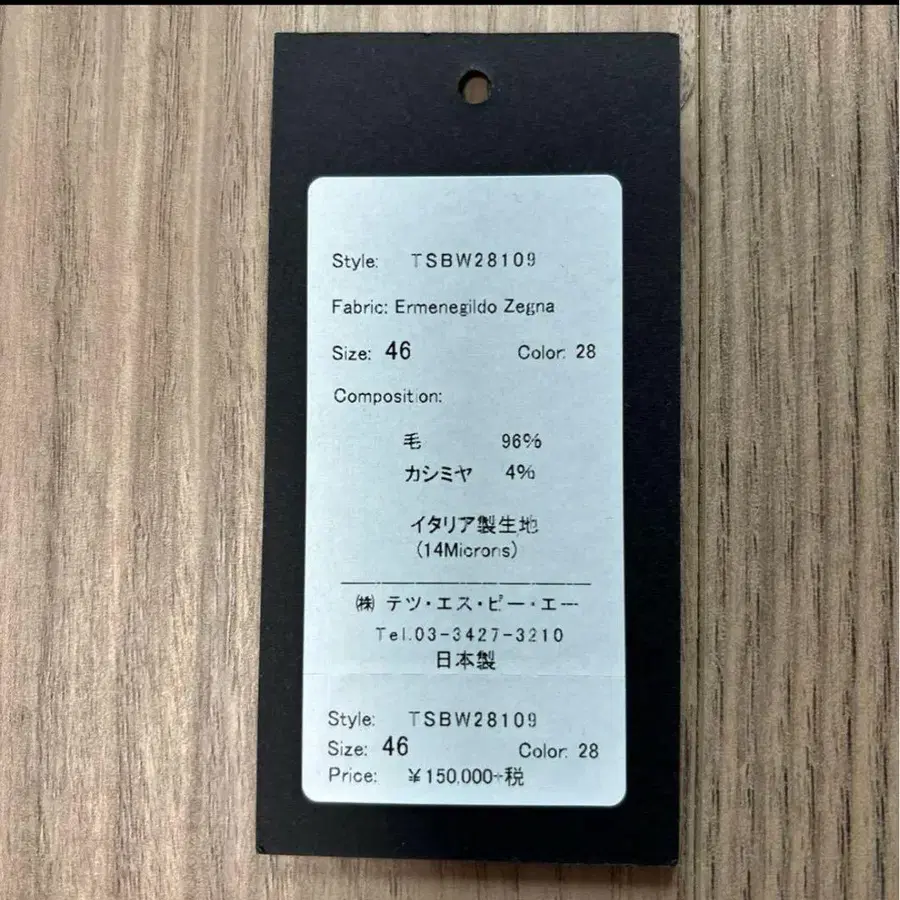 Style: TSBW28109
Fabric: Ermenegildo Zegna
Size: 46 Color: 28
Composition:
毛 96%
カシミヤ 4%
イタリア製生地
(14Microns)
㈱ テツ・エス・ピー・エー
Tel.03-3427-3210
日本製
Style: TSBW28109
Size: 46 Color: 28
Price: ¥150,000+税